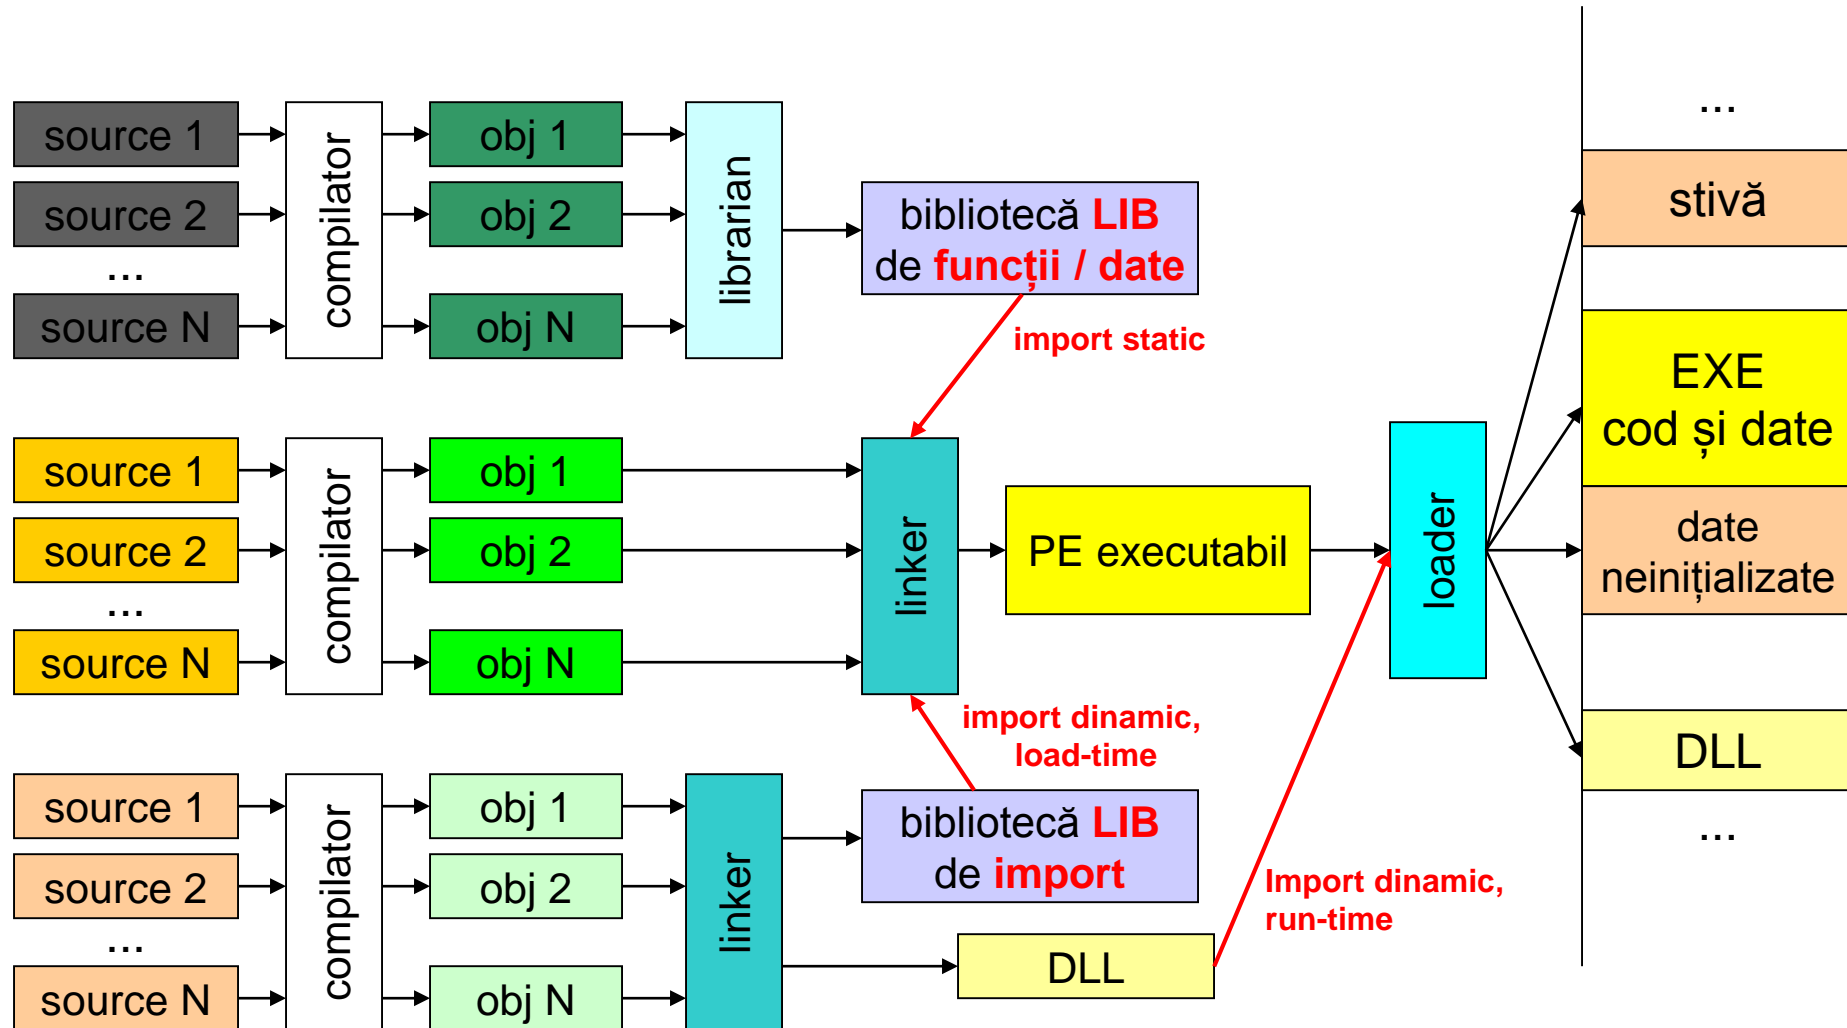 source 1
source 2
...
source N
compilator
obj 1
obj 2
obj N
librarian
bibliotecă LIB
de funcții / date
import static
source 1
source 2
...
source N
compilator
obj 1
obj 2
obj N
linker
PE executabil
loader
import dinamic,
load-time
source 1
source 2
...
source N
compilator
obj 1
obj 2
obj N
linker
bibliotecă LIB
de import
DLL
Import dinamic,
run-time
...
stivă
EXE
cod și date
date
neinițializate
DLL
...